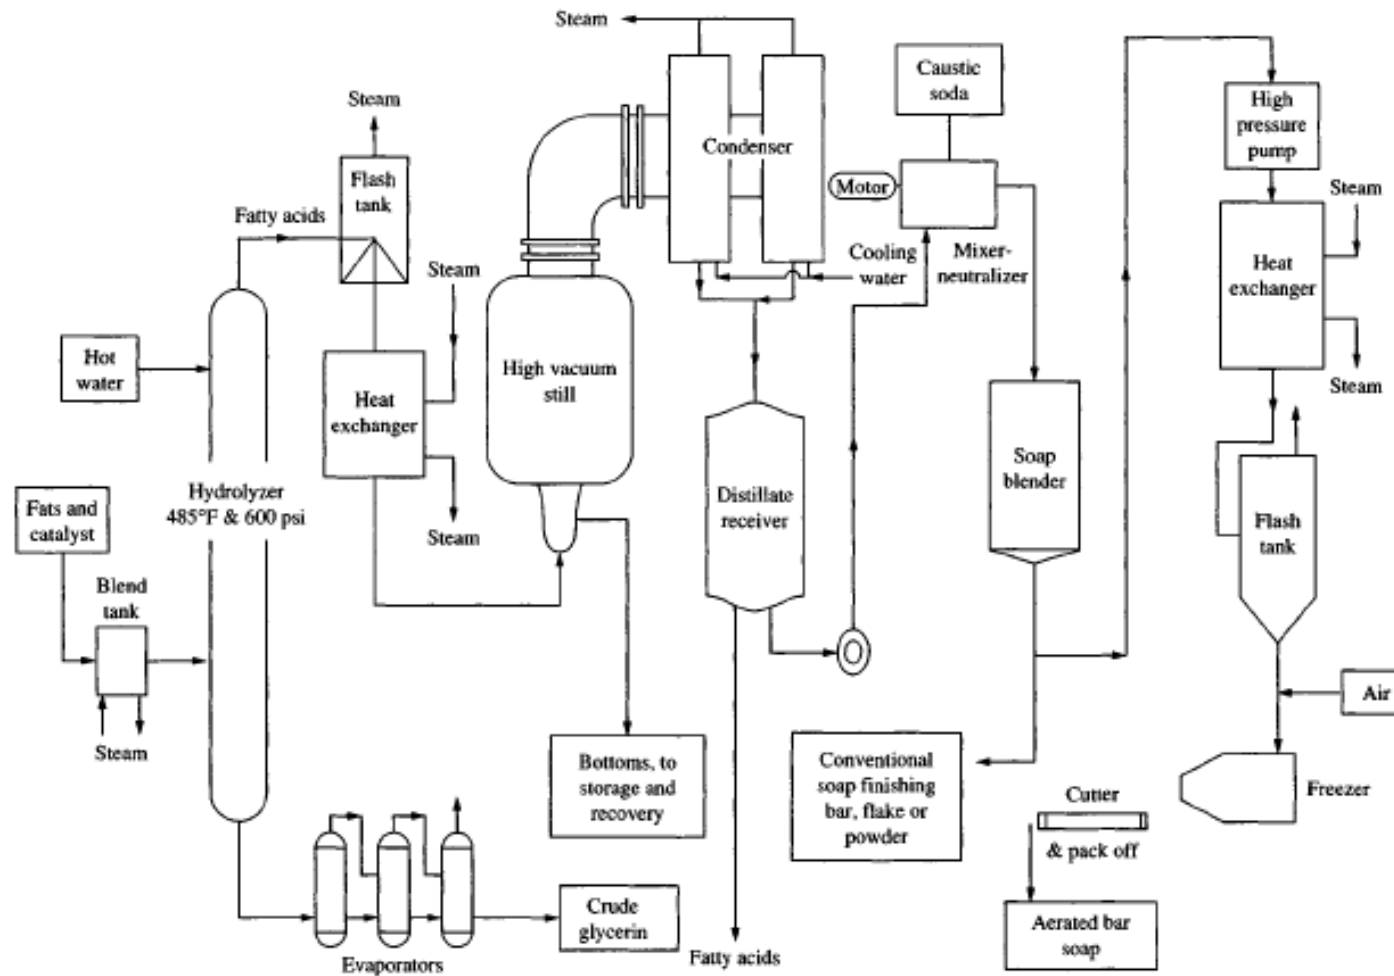 Steam
Caustic
soda
High
pressure
pump
Steam
Flash
tank
Condenser
Motor
Steam
Fatty acids
Steam
Cooling
water
Mixer-
neutralizer
Heat
exchanger
Hot
water
High vacuum
still
Heat
exchanger
Steam
Soap
blender
Hydrolyzer
485°F & 600 psi
Distillate
receiver
Fats and
catalyst
Steam
Flash
tank
Blend
tank
Air
Steam
Bottoms, to
storage and
recovery
Conventional
soap finishing
bar, flake or
powder
Cutter
& pack off
Freezer
Crude
glycerin
Aerated bar
soap
Evaporators
Fatty acids